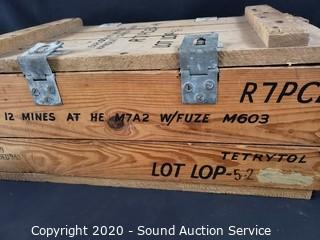 R7PC
12 MINES AT HE M7A2 W/FUZE M603
TETRYTOL
LOT LOP-5-2
Copyright 2020 - Sound Auction Service